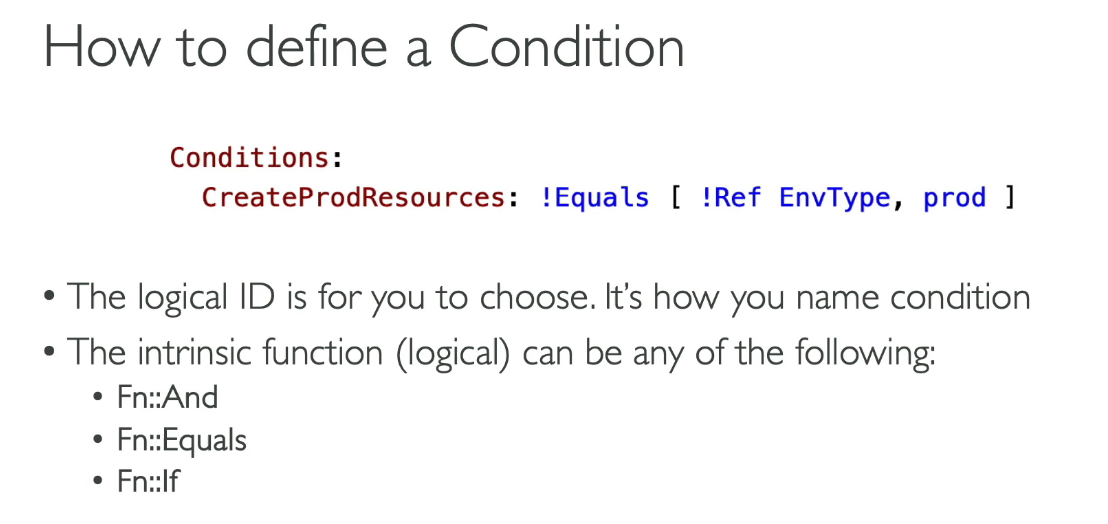 How to define a Condition
Conditions:
  CreateProdResources: !Equals [ !Ref EnvType, prod ]
• The logical ID is for you to choose. It's how you name condition
• The intrinsic function (logical) can be any of the following:
• Fn::And
• Fn::Equals
• Fn::If